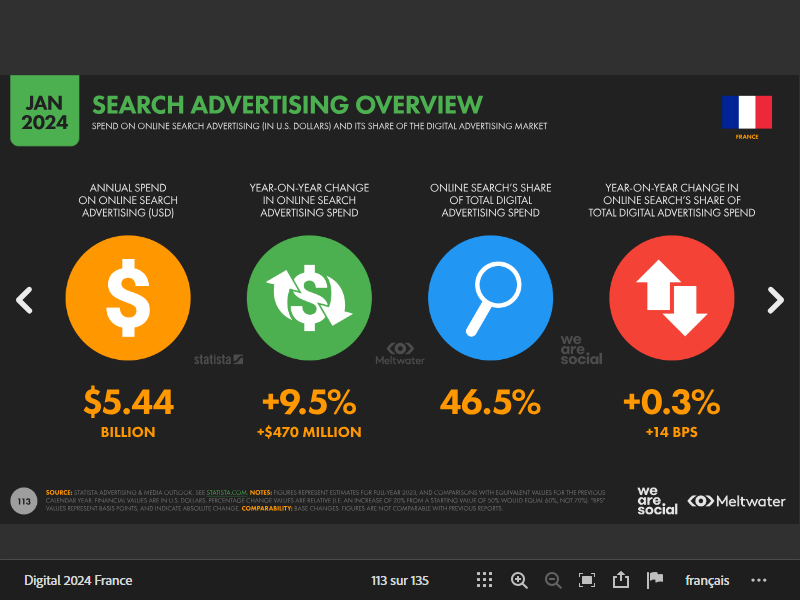 JAN
2024
SEARCH ADVERTISING OVERVIEW
SPEND ON ONLINE SEARCH ADVERTISING (IN U.S. DOLLARS) AND ITS SHARE OF THE DIGITAL ADVERTISING MARKET
FRANCE
ANNUAL SPEND
ON ONLINE SEARCH
ADVERTISING (USD)
$
$5.44
BILLION
YEAR-ON-YEAR CHANGE
IN ONLINE SEARCH
ADVERTISING SPEND
$
+9.5%
+$470 MILLION
ONLINE SEARCH'S SHARE
OF TOTAL DIGITAL
ADVERTISING SPEND
46.5%
YEAR-ON-YEAR CHANGE IN
ONLINE SEARCH'S SHARE OF
TOTAL DIGITAL ADVERTISING SPEND
+0.3%
+14 BPS
statista
Meltwater
we
are
social
113
SOURCE: STATISTA ADVERTISING & MEDIA OUTLOOK. SEE STATISTA.COM. NOTES: FIGURES REPRESENT ESTIMATES FOR FULL-YEAR 2023, AND COMPARISONS WITH EQUIVALENT VALUES FOR THE PREVIOUS
CALENDAR YEAR. FINANCIAL VALUES ARE IN U.S. DOLLARS. PERCENTAGE CHANGE VALUES ARE RELATIVE (I.E. AN INCREASE OF 20% FROM A STARTING VALUE OF 50% WOULD EQUAL 60%, NOT 70%). "BPS"
VALUES REPRESENT BASIS POINTS, AND INDICATE ABSOLUTE CHANGE. COMPARABILITY: BASE CHANGES. FIGURES ARE NOT COMPARABLE WITH PREVIOUS REPORTS.
we
are
social
Meltwater
Digital 2024 France
113 sur 135
français